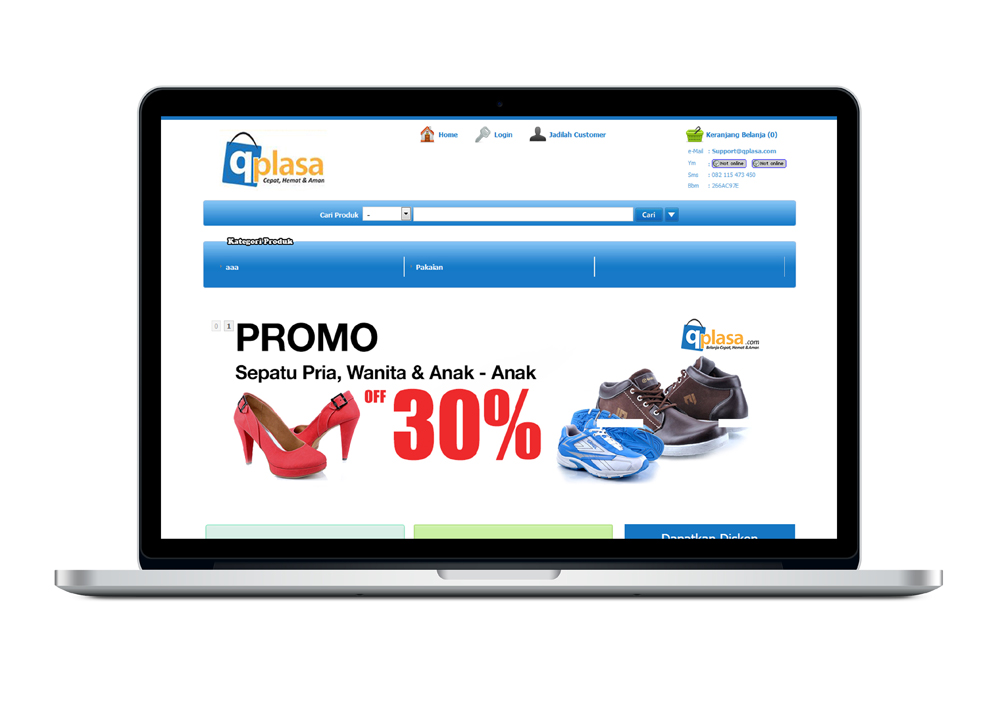 Home
Login
Jadilah Customer
Keranjang Belanja (0)
qplasa
Cepat, Hemat & Aman
e-Mail : Support@qplasa.com
Ym : Not online Not online
Sms : 082 115 473 450
Bbm : 266AC97E
Cari Produk - Cari
Kategori Produk
aaa
Pakaian
0 1
PROMO
qplasa.com
Belanja Cepat, Hemat & Aman
Sepatu Pria, Wanita & Anak - Anak
OFF 30%
Dapatkan Diskon